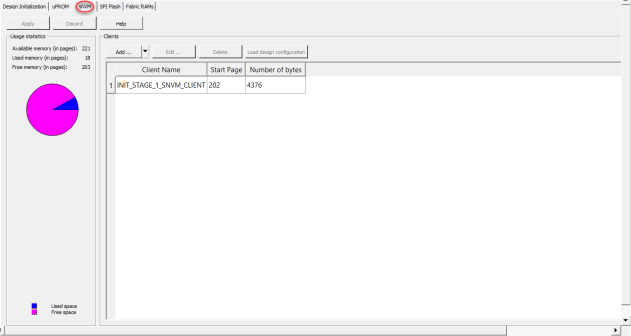 Design Initialization | uPROM | sNVM | SPI Flash | Fabric RAMs
Apply Discard Help
Usage statistics
Available memory (in pages): 221
Used memory (in pages): 18
Free memory (in pages): 203
Used space
Free space
Clients
Add ... Edit ... Delete Load design configuration
Client Name Start Page Number of bytes
1 INIT_STAGE_1_SNVM_CLIENT 202 4376